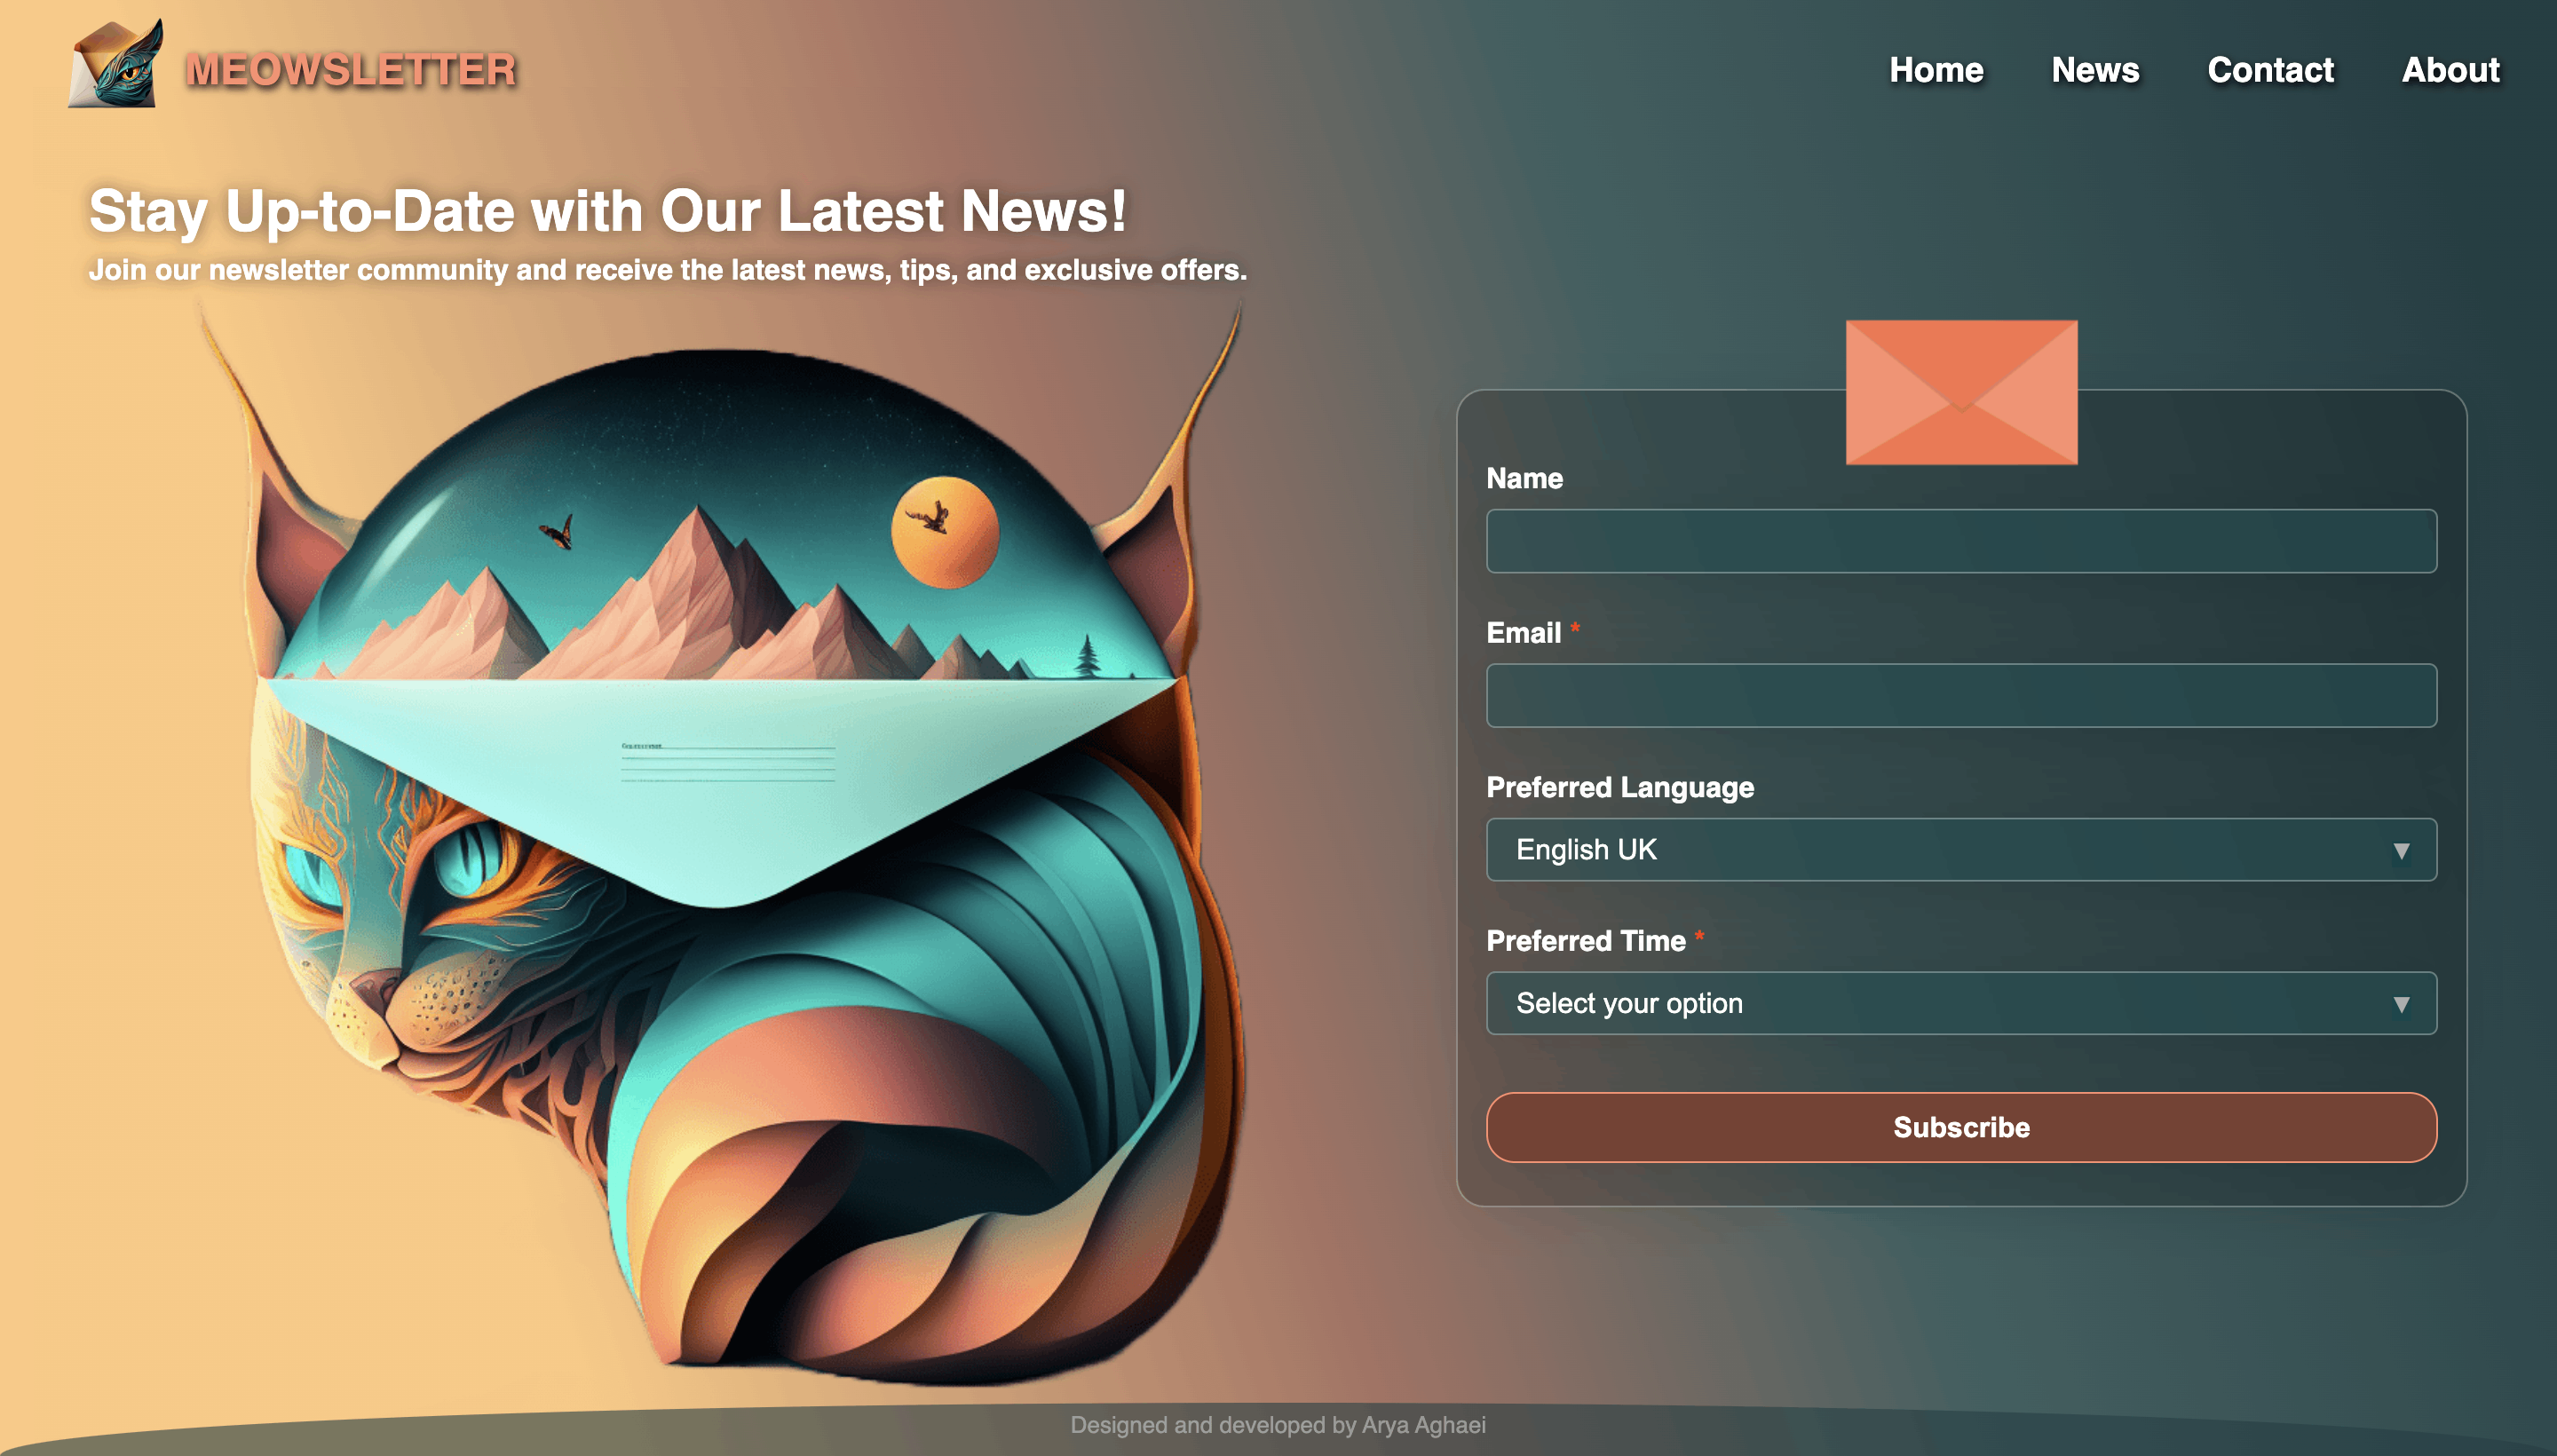 MEOWSLETTER
Home News Contact About
Stay Up-to-Date with Our Latest News!
Join our newsletter community and receive the latest news, tips, and exclusive offers.
Name
Email *
Preferred Language
English UK ▼
Preferred Time *
Select your option ▼
Subscribe
Designed and developed by Arya Aghaei